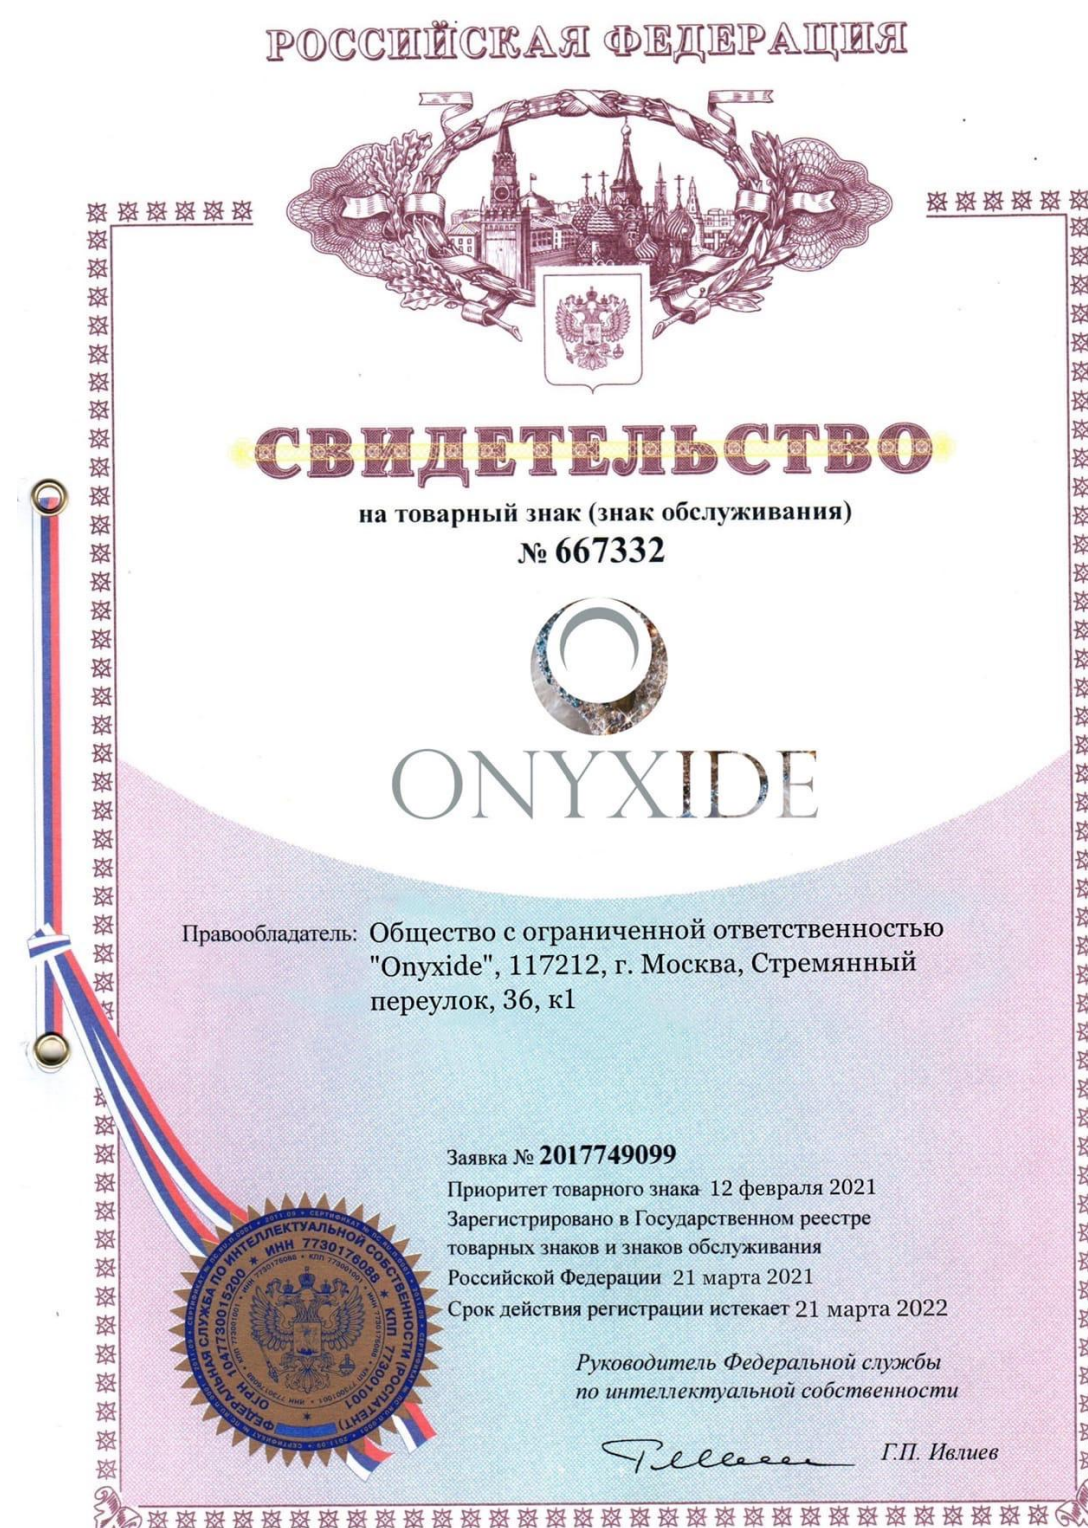 РОССИЙСКАЯ ФЕДЕРАЦИЯ
СВИДЕТЕЛЬСТВО
на товарный знак (знак обслуживания)
№ 667332
ONYXIDE
Правообладатель: Общество с ограниченной ответственностью
"Onyxide", 117212, г. Москва, Стремянный
переулок, 36, к1
Заявка № 2017749099
Приоритет товарного знака 12 февраля 2021
Зарегистрировано в Государственном реестре
товарных знаков и знаков обслуживания
Российской Федерации 21 марта 2021
Срок действия регистрации истекает 21 марта 2022
Руководитель Федеральной службы
по интеллектуальной собственности
Г.П. Ивлиев
ФЕДЕРАЛЬНАЯ СЛУЖБА ПО ИНТЕЛЛЕКТУАЛЬНОЙ СОБСТВЕННОСТИ (РОСПАТЕНТ)
ОГРН 1047730015200 * ИНН 7730176088 * КПП 773001001